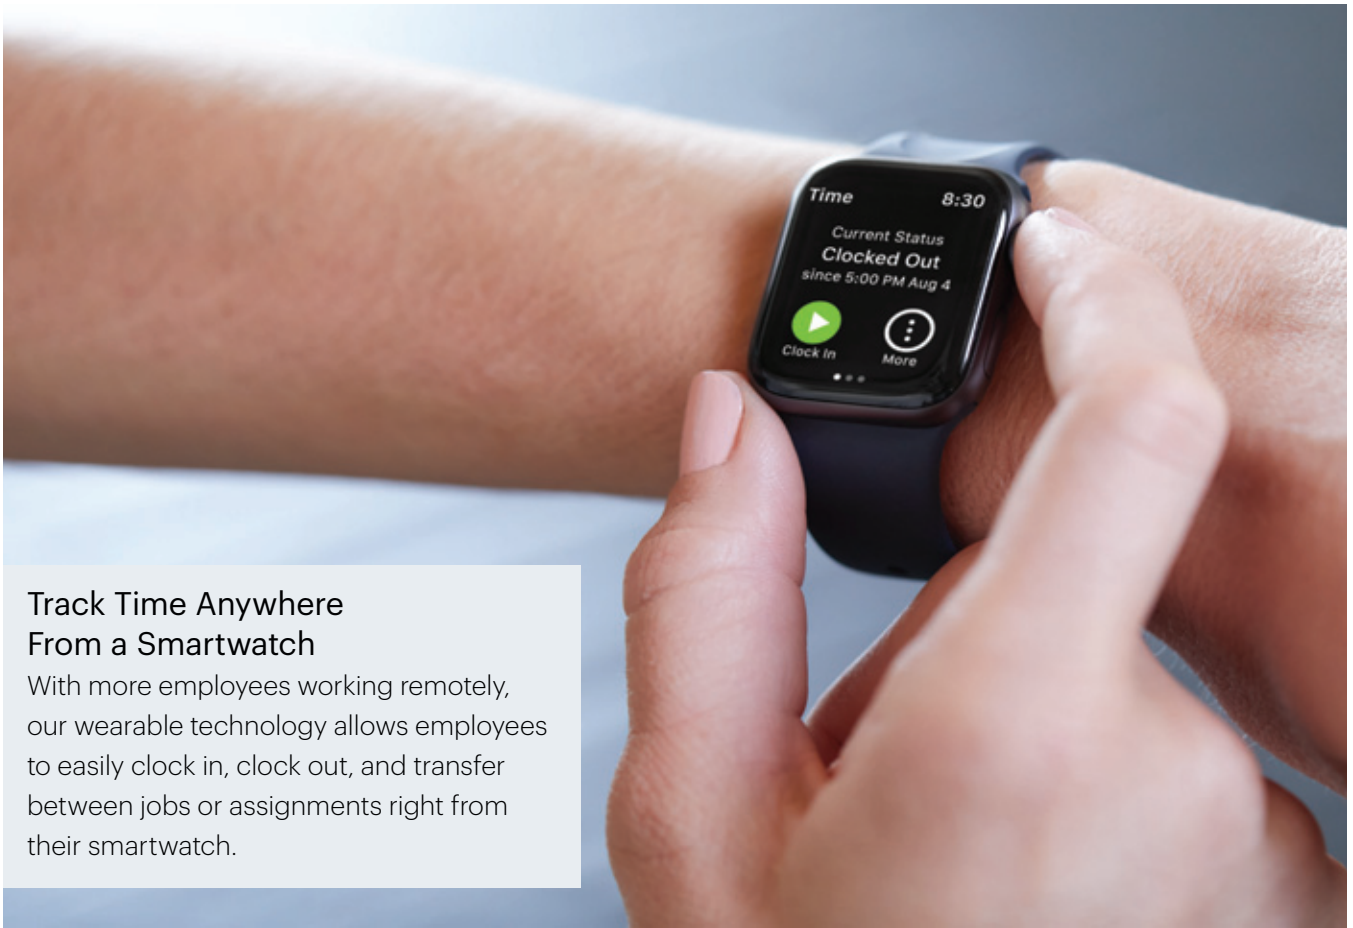 Time 8:30
Current Status
Clocked Out
since 5:00 PM Aug 4
Clock In More
Track Time Anywhere
From a Smartwatch
With more employees working remotely,
our wearable technology allows employees
to easily clock in, clock out, and transfer
between jobs or assignments right from
their smartwatch.